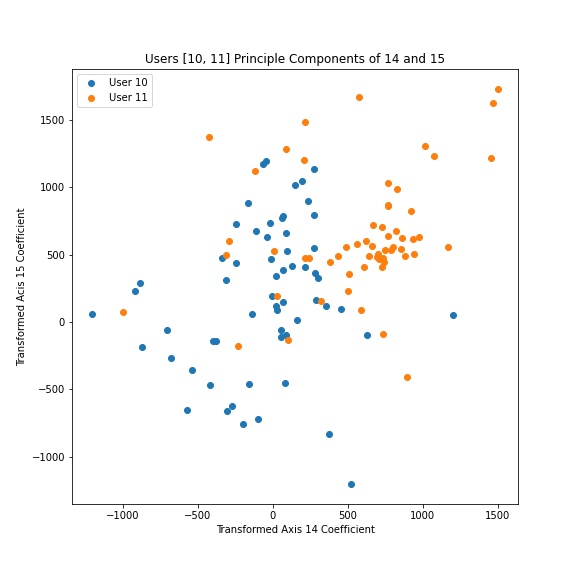 Users [10, 11] Principle Components of 14 and 15
User 10
User 11
Transformed Acis 15 Coefficient
1500
1000
500
0
−500
−1000
−1000
−500
0
500
1000
1500
Transformed Axis 14 Coefficient